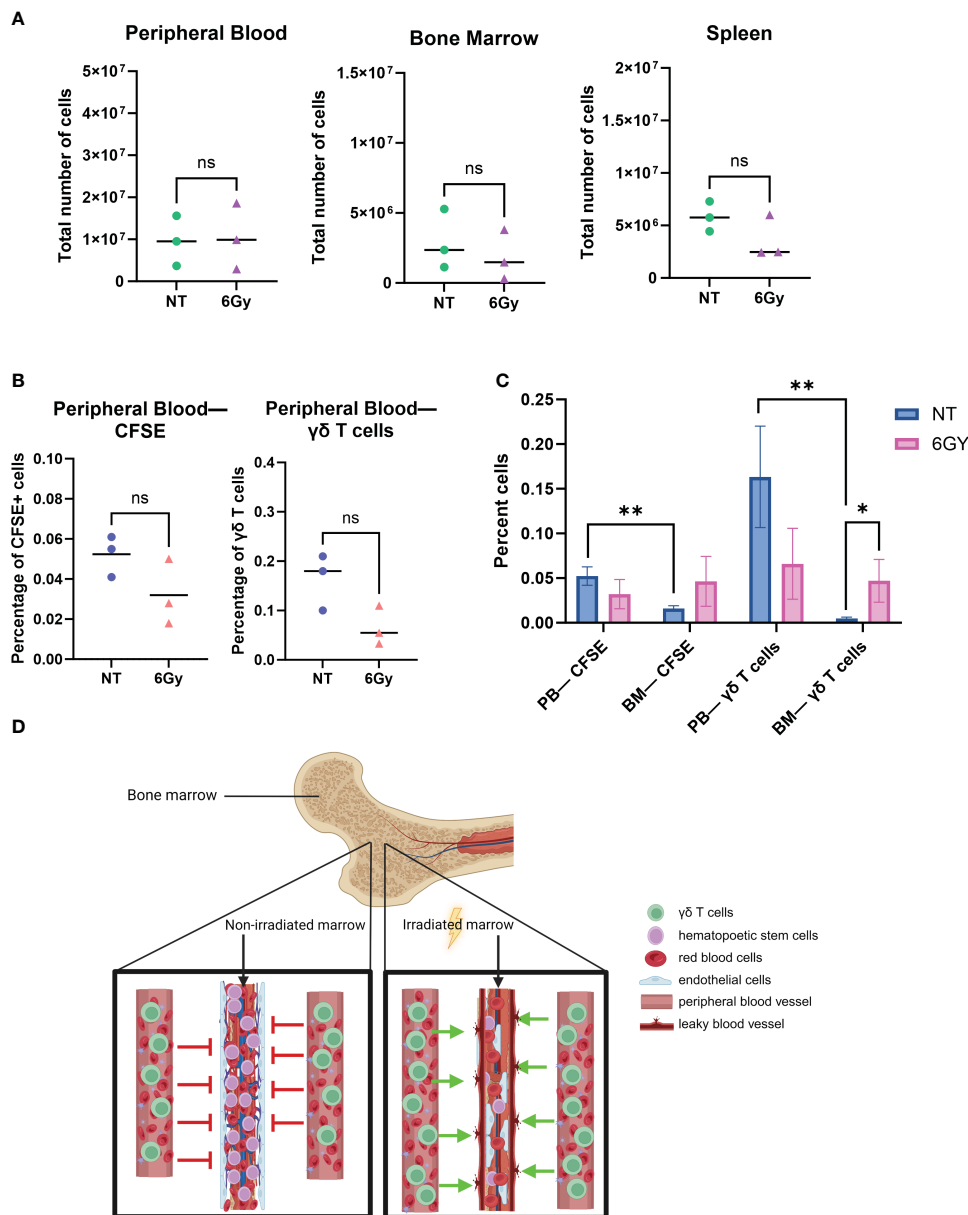 A
Peripheral Blood
Total number of cells
5×10⁷
4×10⁷
3×10⁷
2×10⁷
1×10⁷
0
ns
NT
6Gy
Bone Marrow
Total number of cells
1.5×10⁷
1×10⁷
5×10⁶
0
ns
NT
6Gy
Spleen
Total number of cells
2×10⁷
1.5×10⁷
1×10⁷
5×10⁶
0
ns
NT
6Gy
B
Peripheral Blood—
CFSE
Percentage of CFSE+ cells
0.10
0.08
0.06
0.04
0.02
0.00
ns
NT
6Gy
Peripheral Blood—
γδ T cells
Percentage of γδ T cells
0.4
0.3
0.2
0.1
0.0
ns
NT
6Gy
C
Percent cells
0.25
0.20
0.15
0.10
0.05
0.00
**
**
*
NT
6GY
PB— CFSE
BM— CFSE
PB— γδ T cells
BM— γδ T cells
D
Bone marrow
Non-irradiated marrow
Irradiated marrow
γδ T cells
hematopoetic stem cells
red blood cells
endothelial cells
peripheral blood vessel
leaky blood vessel